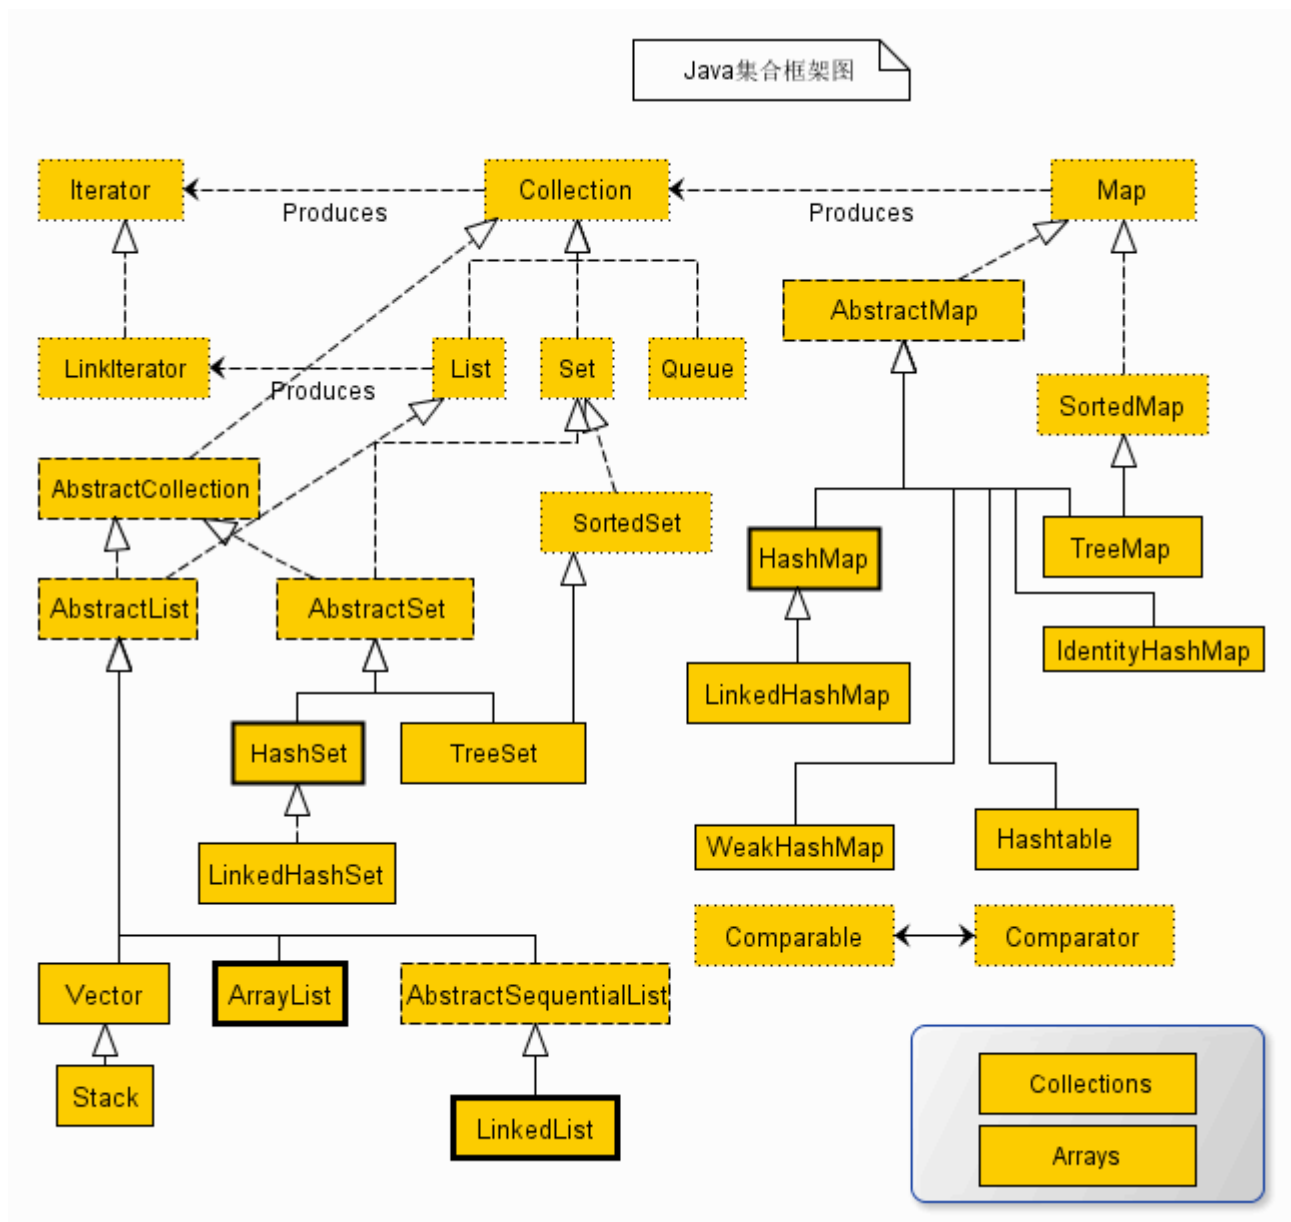 Java集合框架图
Iterator
Collection
Map
Produces
Produces
AbstractMap
LinkIterator
List
Set
Queue
Produces
SortedMap
AbstractCollection
SortedSet
HashMap
TreeMap
AbstractList
AbstractSet
IdentityHashMap
LinkedHashMap
HashSet
TreeSet
WeakHashMap
Hashtable
LinkedHashSet
Comparable
Comparator
Vector
ArrayList
AbstractSequentialList
Collections
Stack
LinkedList
Arrays